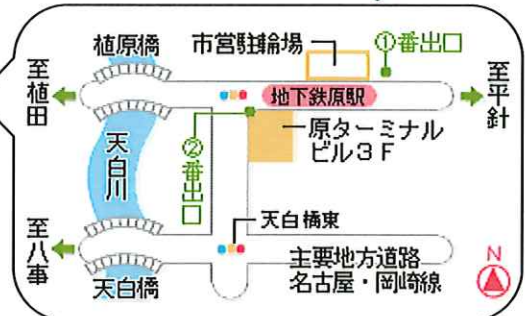 植原橋
市営駐輪場
①番出口
至植田
地下鉄原駅
至平針
天白川
②番出口
原ターミナル
ビル3F
天白橋東
至八事
天白橋
主要地方道路
名古屋・岡崎線
N